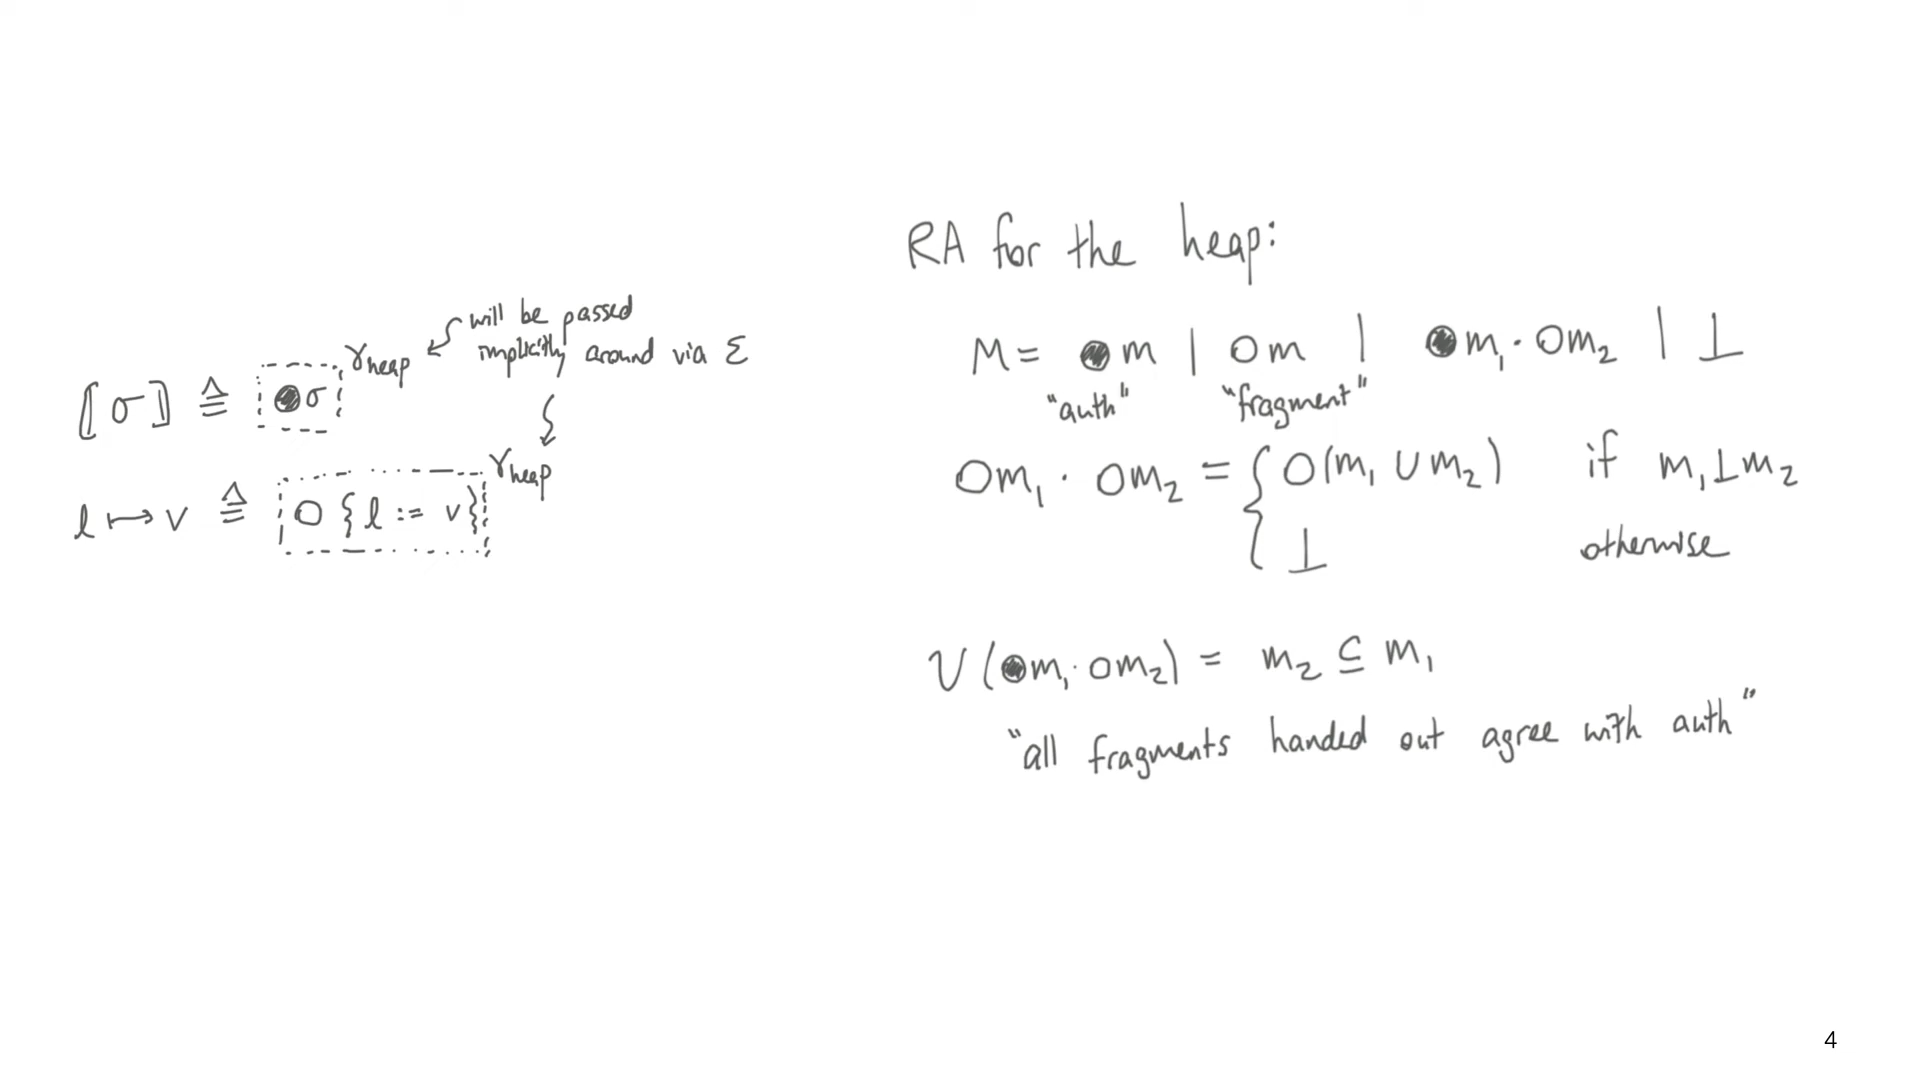 will be passed
implicitly around via Σ
⟦σ⟧ ≜ ●σ γheap
l ↦ v ≜ ○{l := v} γheap
RA for the heap:
M = ●m | ○m | ●m₁ · ○m₂ | ⊥
"auth" "fragment"
○m₁ · ○m₂ = { ○(m₁ ∪ m₂) if m₁ ⊥ m₂
⊥ otherwise
V(●m₁ · ○m₂) = m₂ ⊆ m₁
"all fragments handed out agree with auth"
4